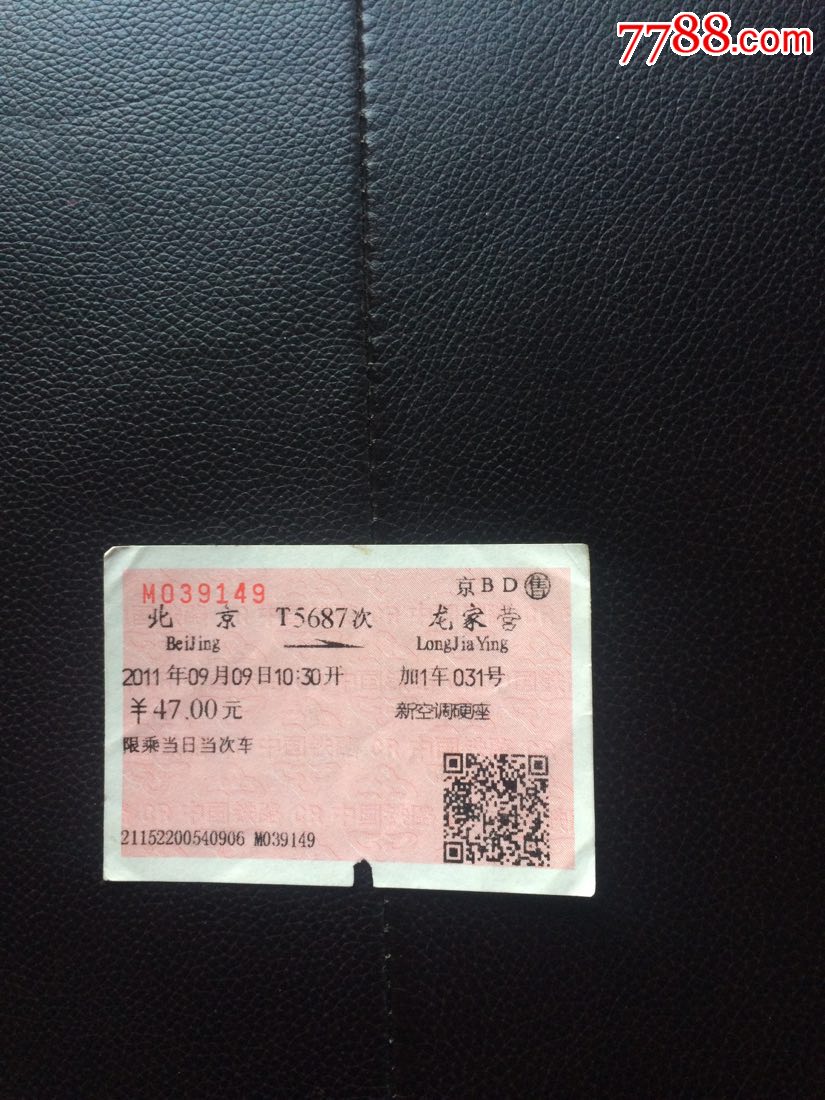 7788.com
M039149
京BD售
北 京 T5687次 龙家营
BeiJing LongJiaYing
2011年09月09日10:30开 加1车031号
￥47.00元 新空调硬座
限乘当日当次车
21152200540906 M039149